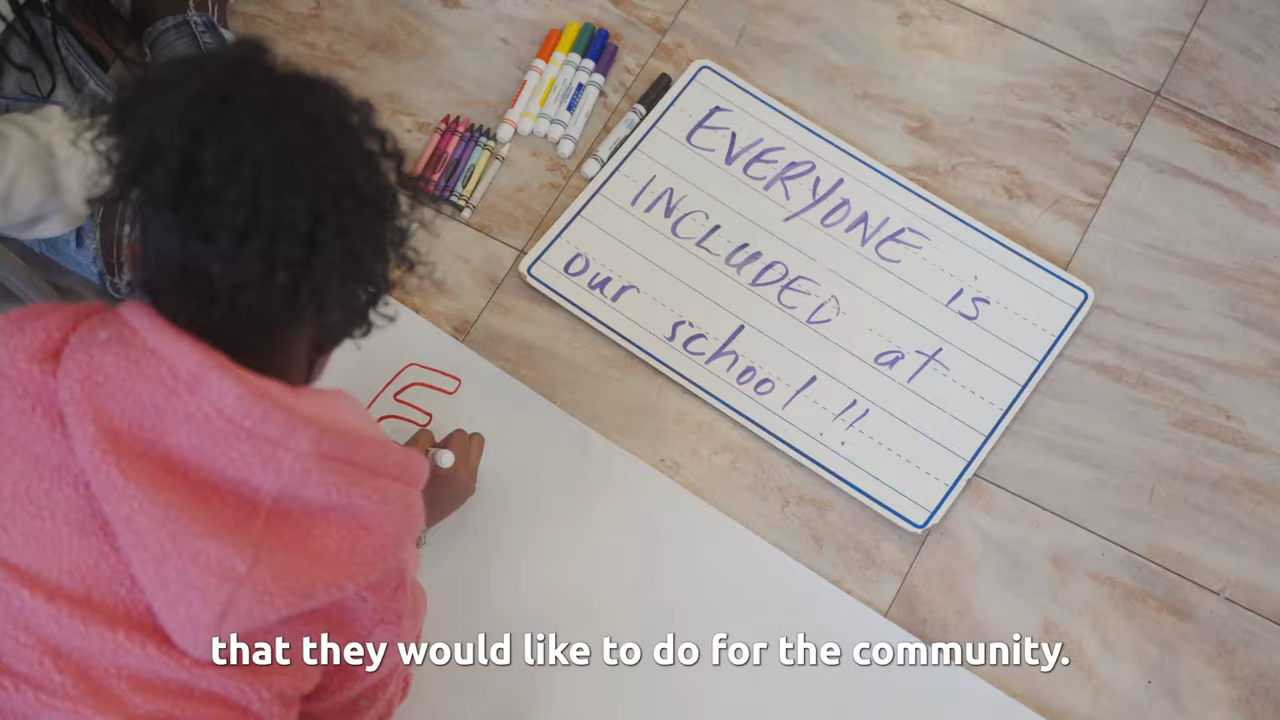 EVERYONE is
INCLUDED at
our school!!
E
that they would like to do for the community.